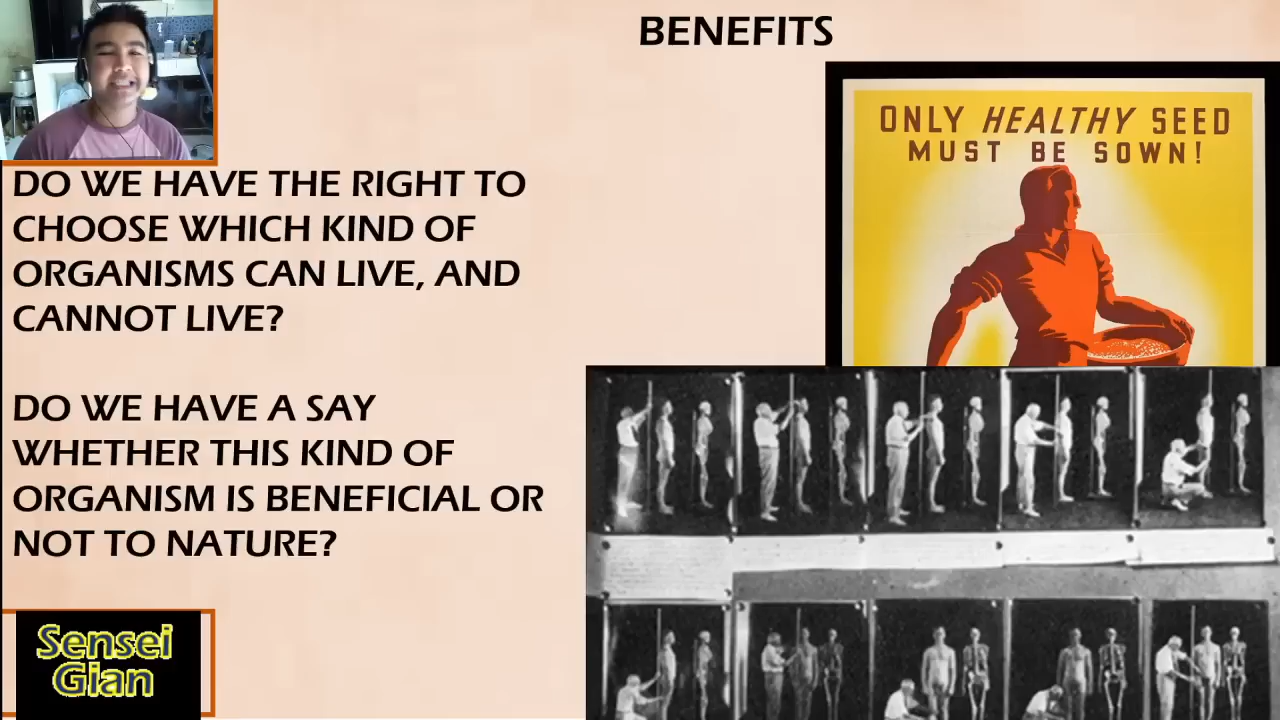 BENEFITS
ONLY HEALTHY SEED
MUST BE SOWN!
DO WE HAVE THE RIGHT TO
CHOOSE WHICH KIND OF
ORGANISMS CAN LIVE, AND
CANNOT LIVE?
DO WE HAVE A SAY
WHETHER THIS KIND OF
ORGANISM IS BENEFICIAL OR
NOT TO NATURE?
Sensei
Gian